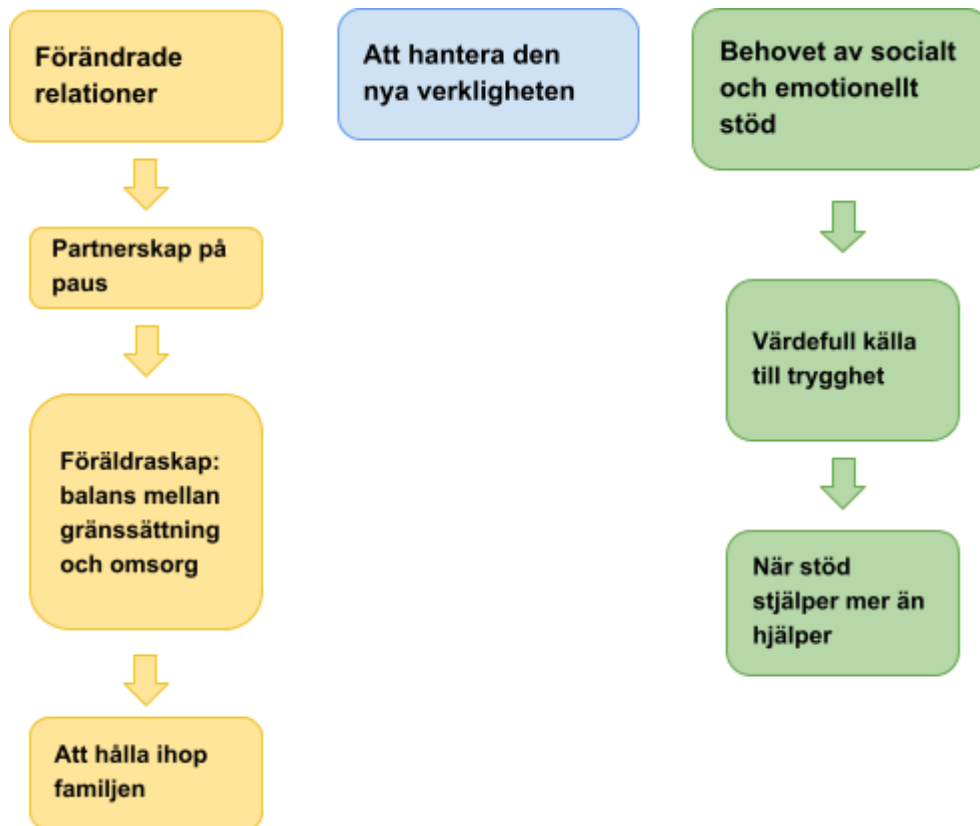 Förändrade
relationer
Partnerskap på
paus
Föräldraskap:
balans mellan
gränssättning
och omsorg
Att hålla ihop
familjen
Att hantera den
nya verkligheten
Behovet av socialt
och emotionellt
stöd
Värdefull källa
till trygghet
När stöd
stjälper mer än
hjälper